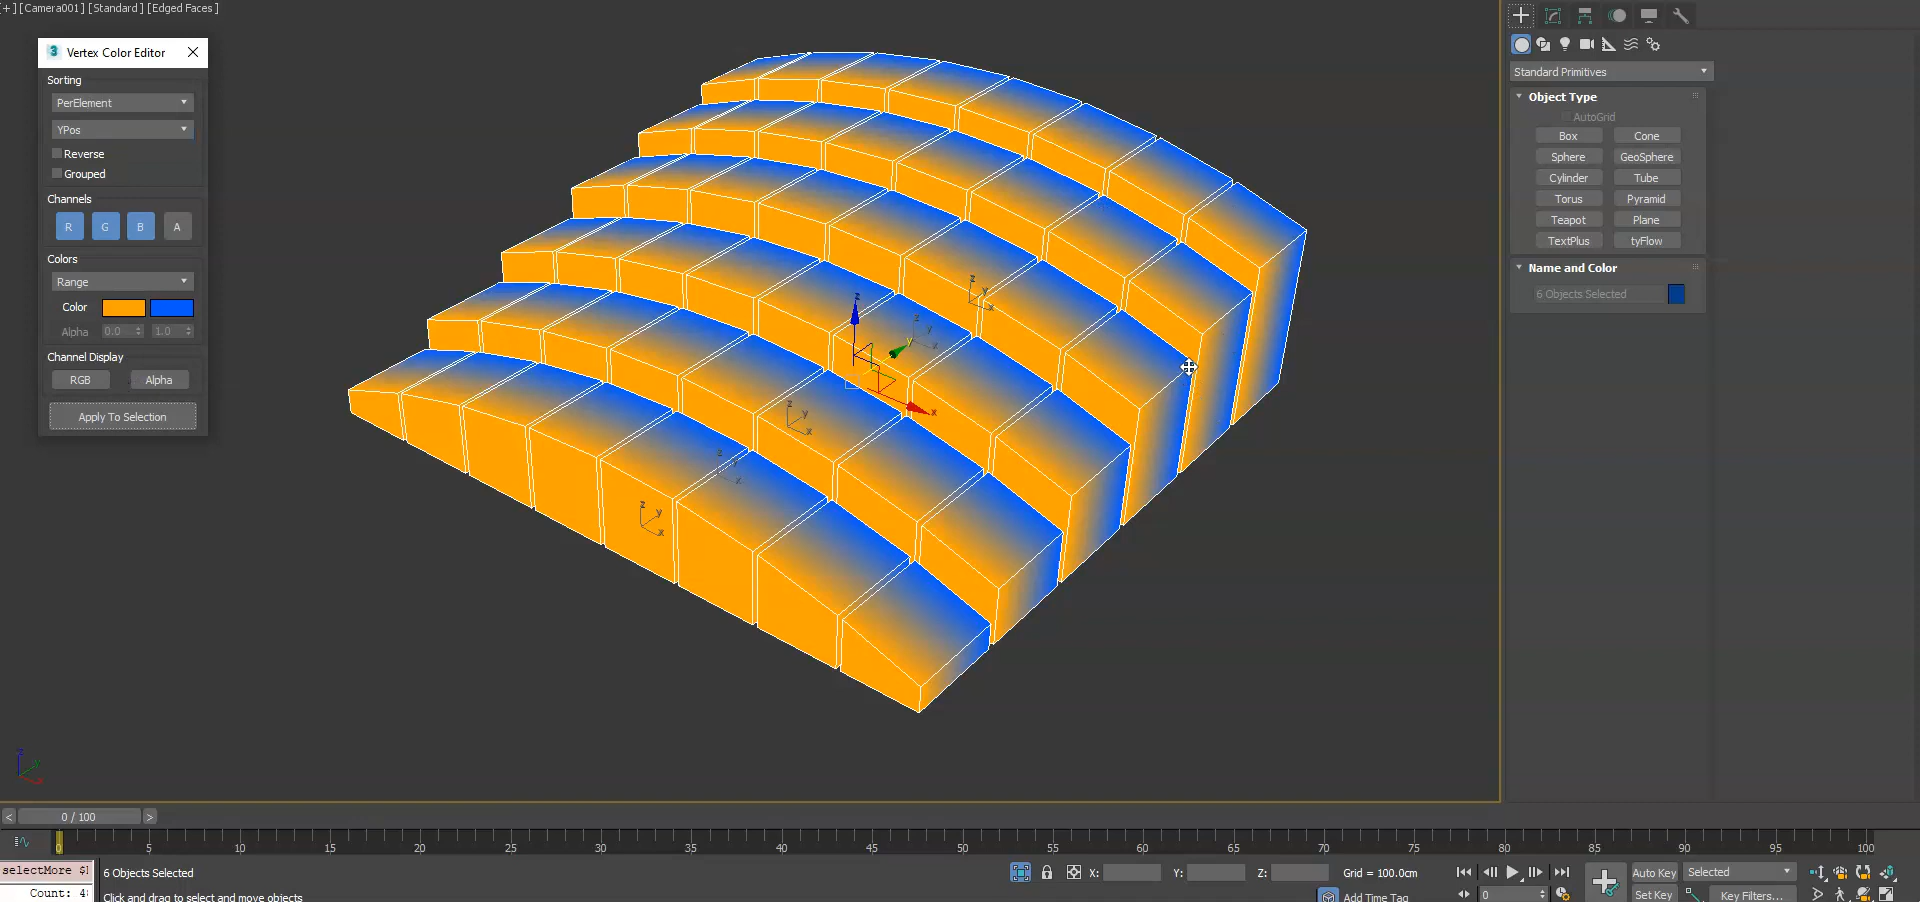 +] [Camera001] [Standard] [Edged Faces]
3 Vertex Color Editor
Sorting
PerElement
YPos
Reverse
Grouped
Channels
R G B A
Colors
Range
Color
Alpha 0.0 1.0
Channel Display
RGB Alpha
Apply To Selection
z
y
x
z y x
z y x
z y x
z y x
z x
z y x
Standard Primitives
Object Type
AutoGrid
Box Cone
Sphere GeoSphere
Cylinder Tube
Torus Pyramid
Teapot Plane
TextPlus tyFlow
Name and Color
6 Objects Selected
< 0 / 100 >
0 5 10 15 20 25 30 35 40 45 50 55 60 65 70 75 80 85 90 95 100
selectMore $
Count: 4
6 Objects Selected
Click and drag to select and move objects
X: Y: Z: Grid = 100.0cm
Add Time Tag
0
Auto Key Selected
Set Key Key Filters...